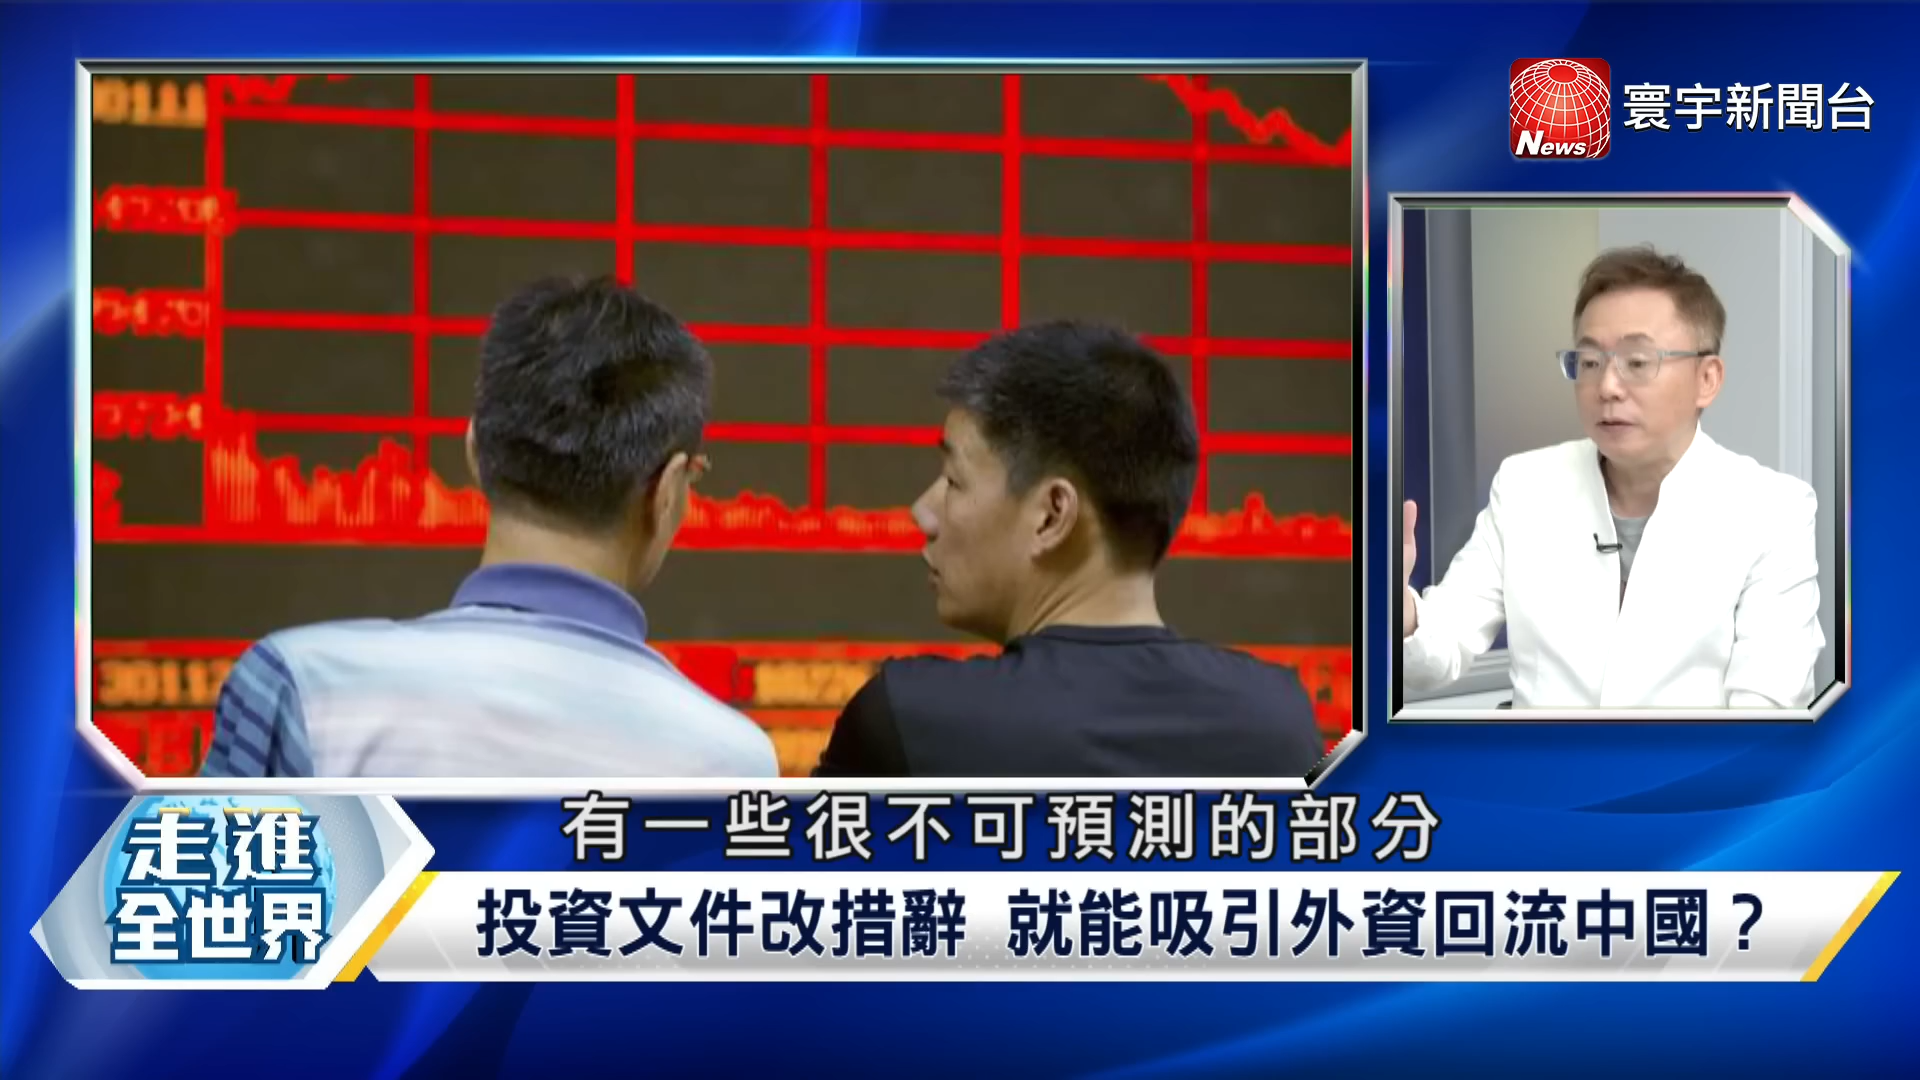 寰宇新聞台
News
有一些很不可預測的部分
走進
全世界
投資文件改措辭 就能吸引外資回流中國？